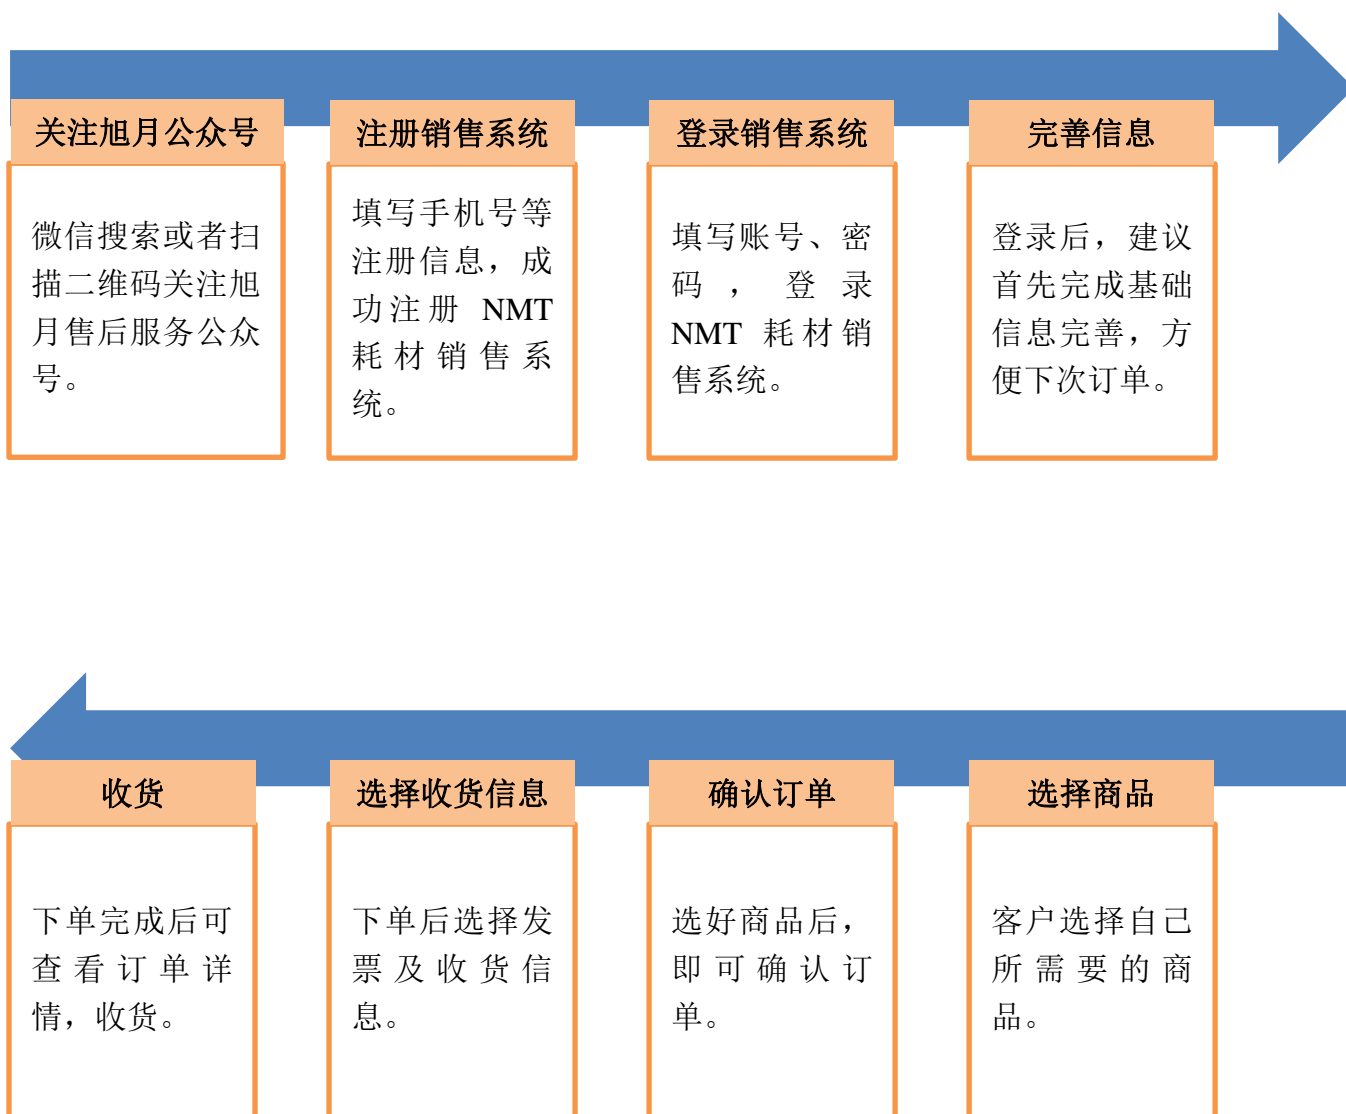 关注旭月公众号
微信搜索或者扫
描二维码关注旭
月售后服务公众
号。
注册销售系统
填写手机号等
注册信息，成
功注册 NMT
耗材销售系
统。
登录销售系统
填写账号、密
码，登录
NMT 耗材销
售系统。
完善信息
登录后，建议
首先完成基础
信息完善，方
便下次订单。
选择商品
客户选择自己
所需要的商
品。
确认订单
选好商品后，
即可确认订
单。
选择收货信息
下单后选择发
票及收货信
息。
收货
下单完成后可
查看订单详
情，收货。